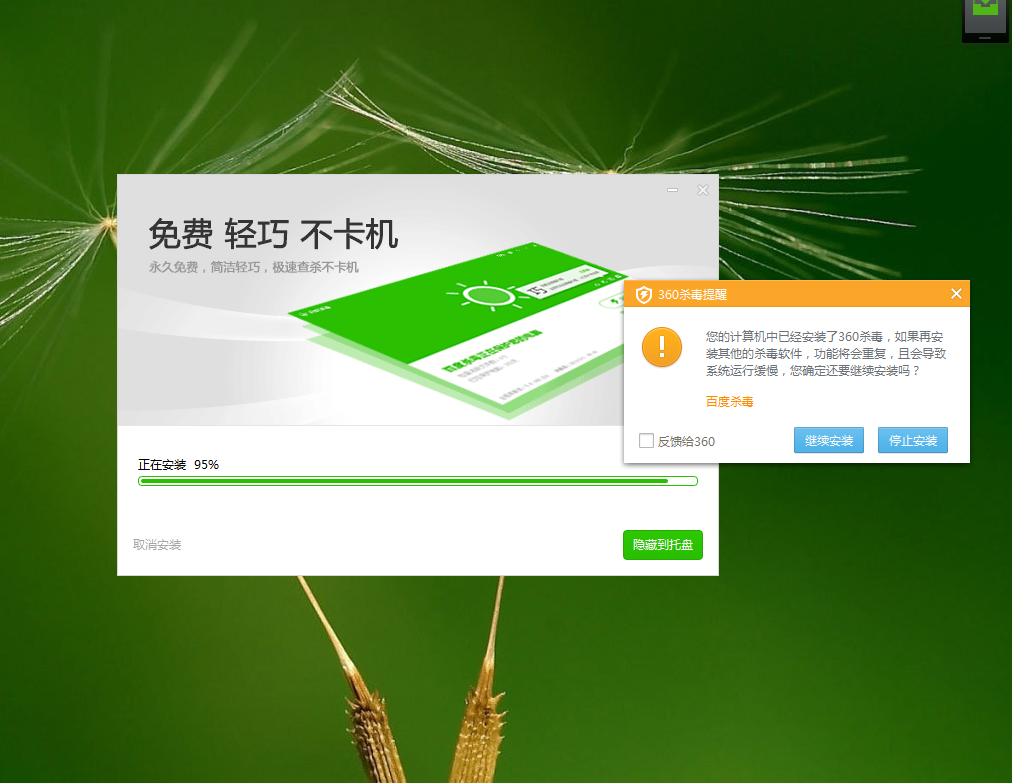 免费 轻巧 不卡机
永久免费，简洁轻巧，极速查杀不卡机
360杀毒提醒
您的计算机中已经安装了360杀毒，如果再安
装其他的杀毒软件，功能将会重复，且会导致
系统运行缓慢，您确定还要继续安装吗？
百度杀毒
反馈给360
继续安装
停止安装
正在安装 95%
取消安装
隐藏到托盘